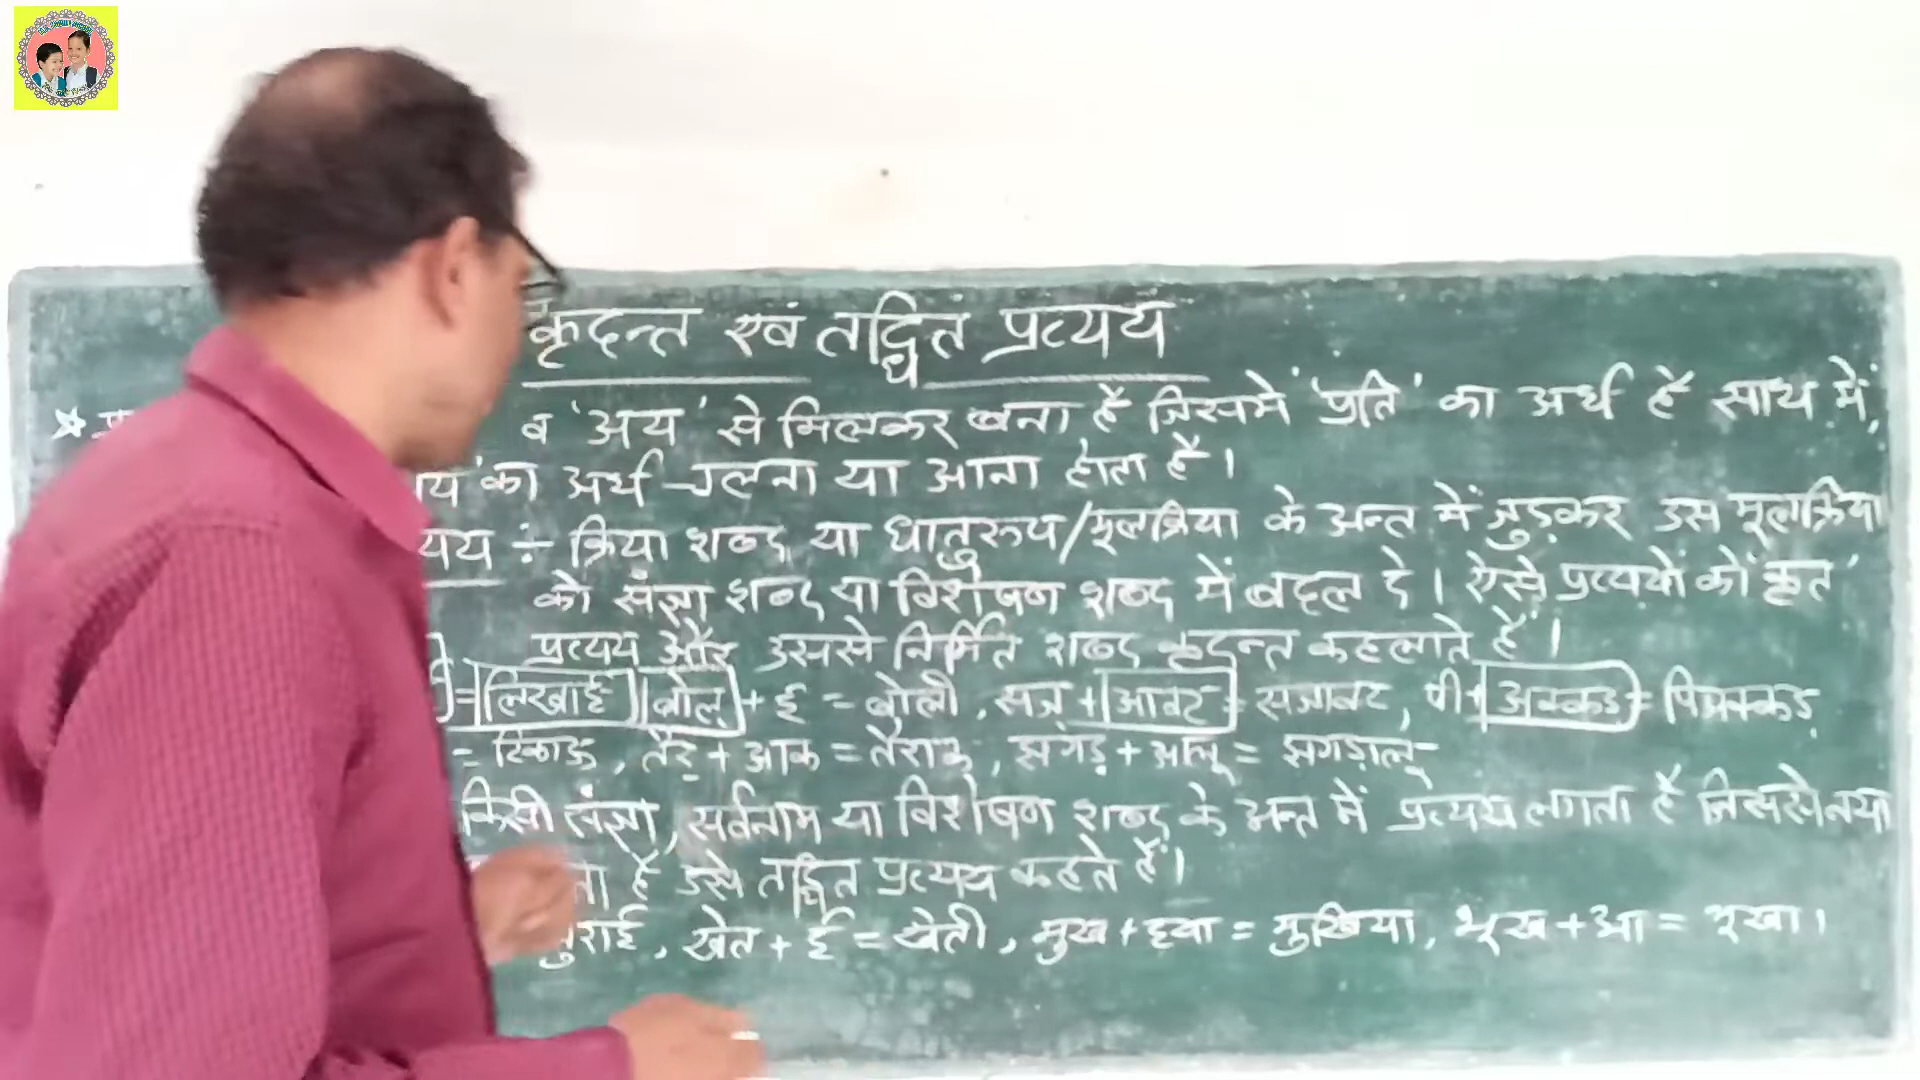 कृदन्त एवं तद्धित प्रत्यय
व 'अय' से मिलकर बना है जिसमें 'प्रति' का अर्थ है साथ में,
य' का अर्थ चलना या आना होता है।
यय ÷ क्रिया शब्द या धातुरूप/मूलक्रिया के अन्त में जुड़कर उस मूलक्रिया
को संज्ञा शब्द या विशेषण शब्द में बदल दे। ऐसे प्रत्ययों को 'कृत'
प्रत्यय और उससे निर्मित शब्द कृदन्त कहलाते हैं।
= लिखाई, बोल् + ई = बोली, सज् + आवट = सजावट, पी + अक्कड़ = पियक्कड़
= टिकाऊ, तैर् + आक = तैराक, झगड़् + आलू = झगड़ालू
किसी संज्ञा, सर्वनाम या विशेषण शब्द के अन्त में प्रत्यय लगता है जिससे नया
ता है उसे तद्धित प्रत्यय कहते हैं।
तुराई, खेत + ई = खेती, मुख + इया = मुखिया, भूख + आ = भूखा।